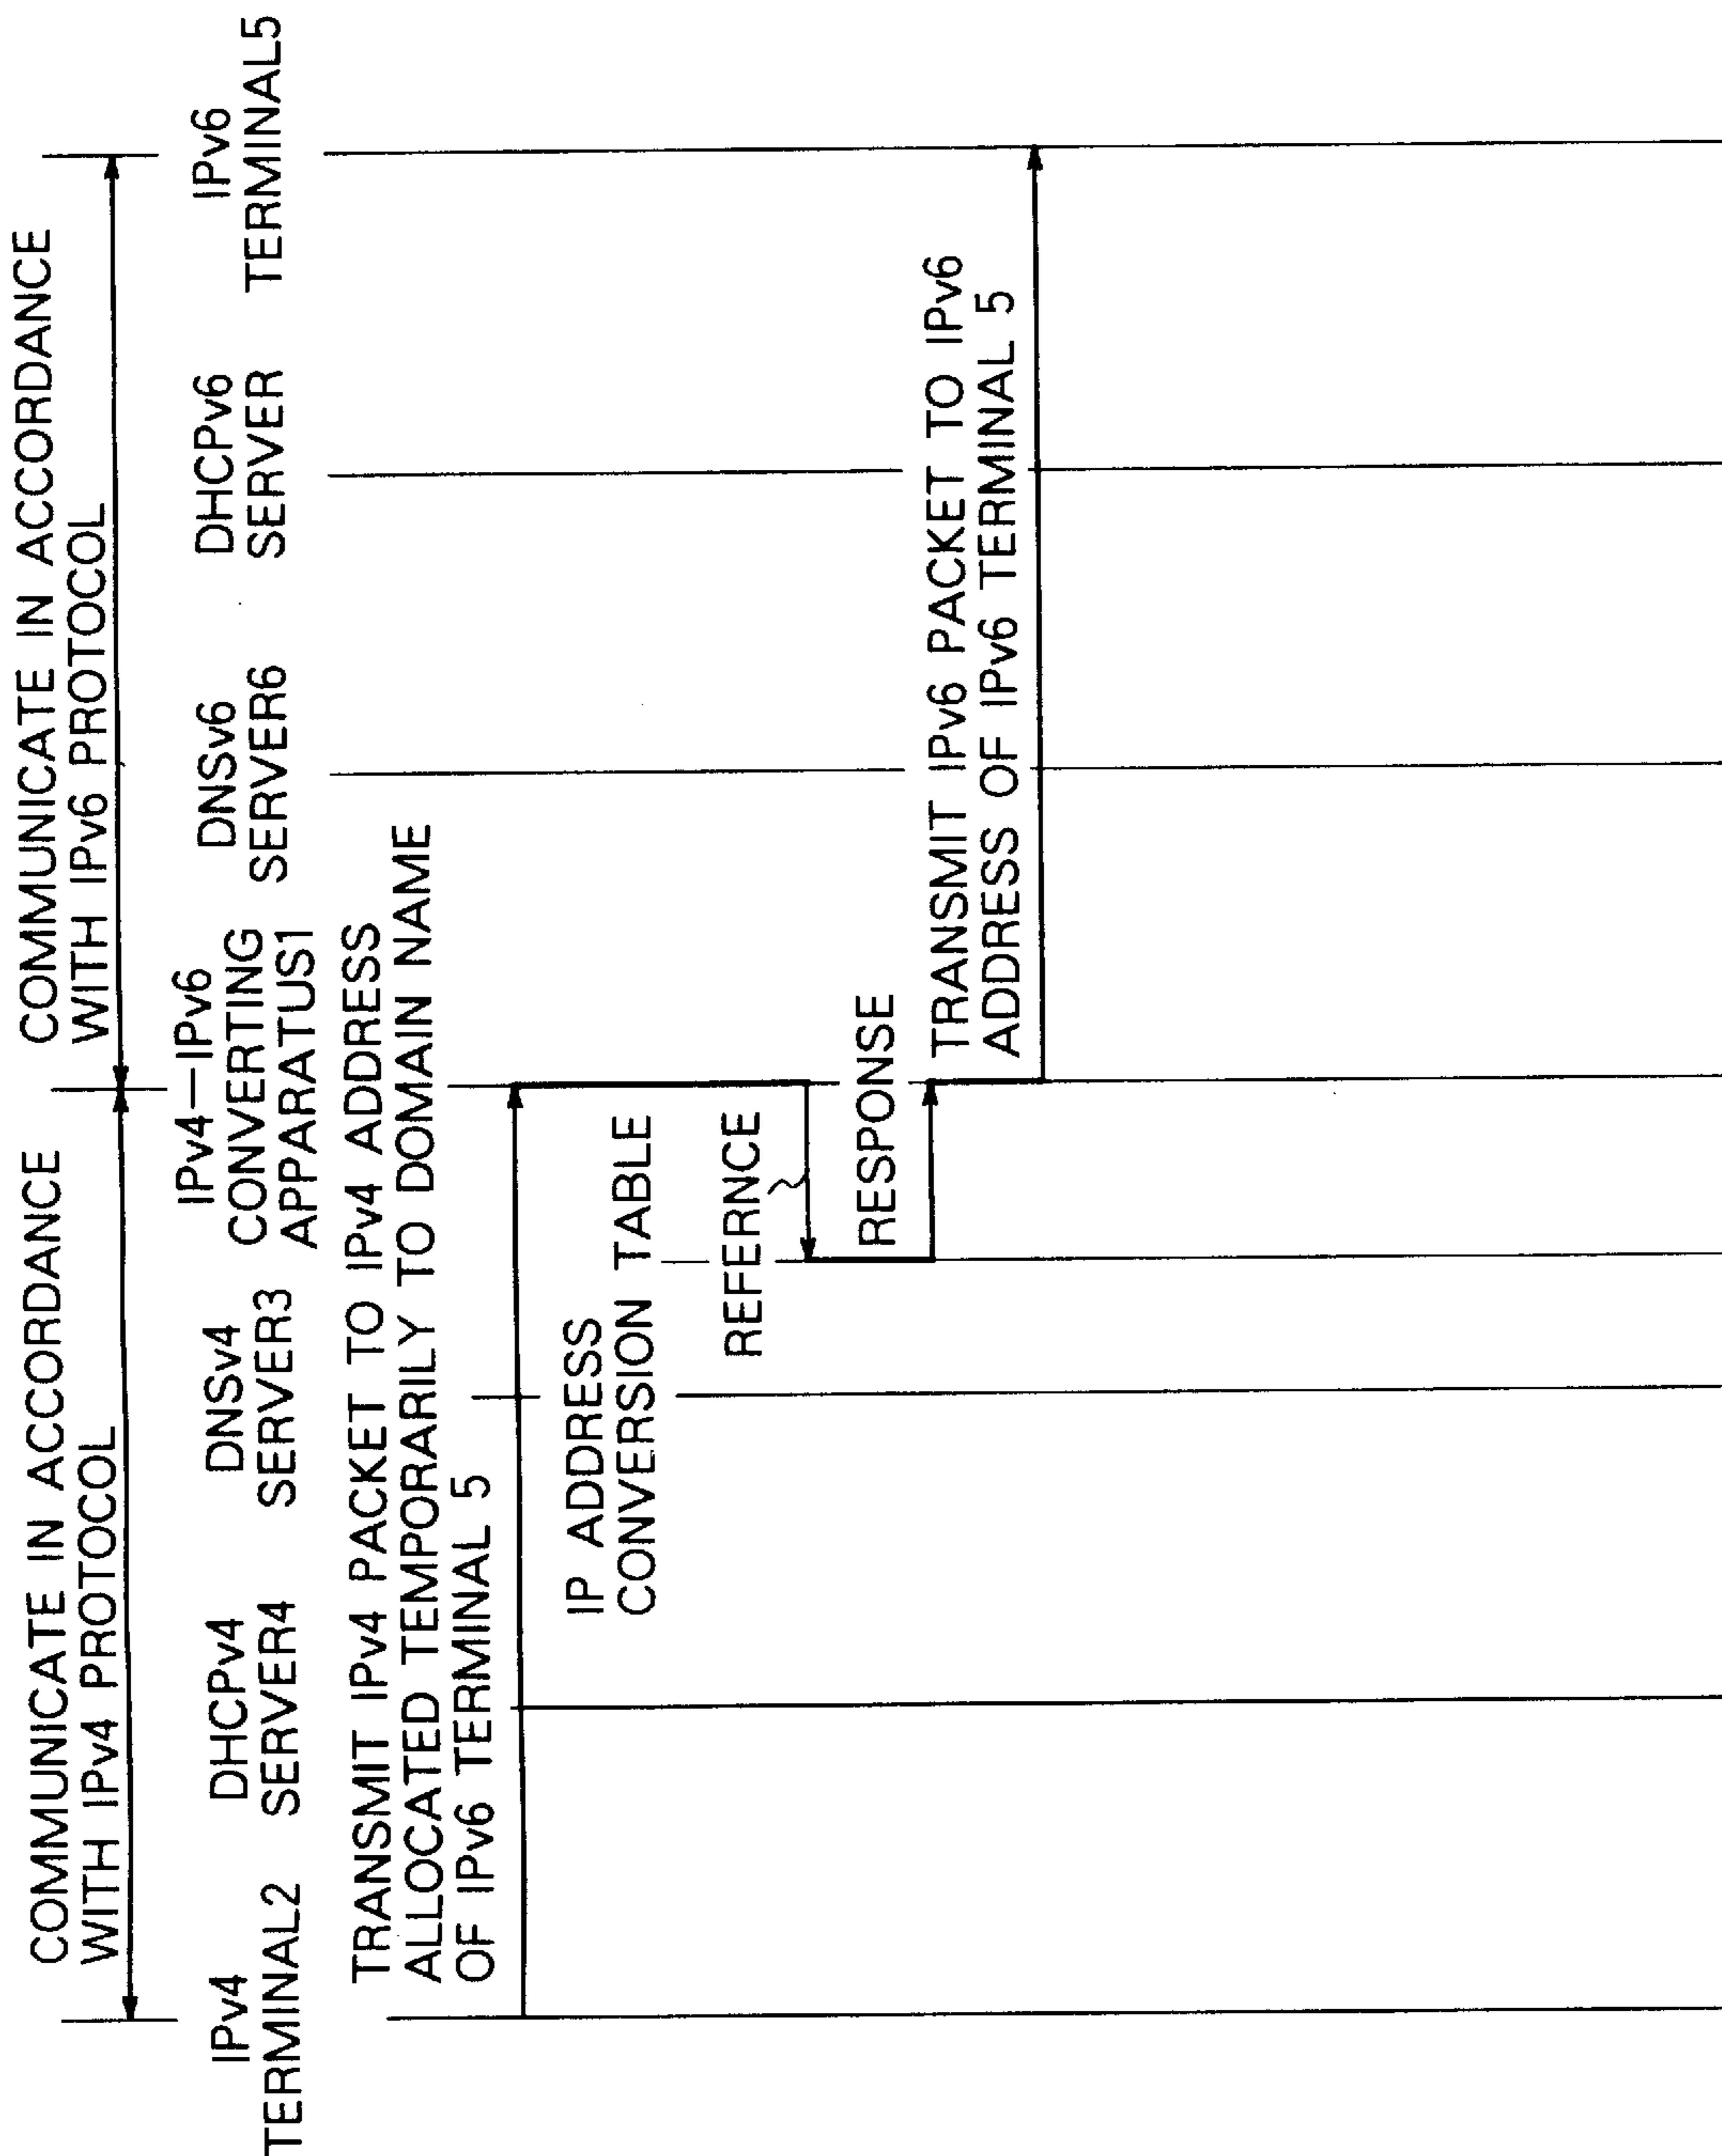 COMMUNICATE IN ACCORDANCE
WITH IPv4 PROTOCOL
COMMUNICATE IN ACCORDANCE
WITH IPv6 PROTOCOL
IPv4
TERMINAL2
DHCPv4
SERVER4
DNSv4
SERVER3
IPv4-IPv6
CONVERTING
APPARATUS1
DNSv6
SERVER6
DHCPv6
SERVER
IPv6
TERMINAL5
TRANSMIT IPv4 PACKET TO IPv4 ADDRESS
ALLOCATED TEMPORARILY TO DOMAIN NAME
OF IPv6 TERMINAL 5
IP ADDRESS
CONVERSION TABLE
REFERNCE
RESPONSE
TRANSMIT IPv6 PACKET TO IPv6
ADDRESS OF IPv6 TERMINAL 5